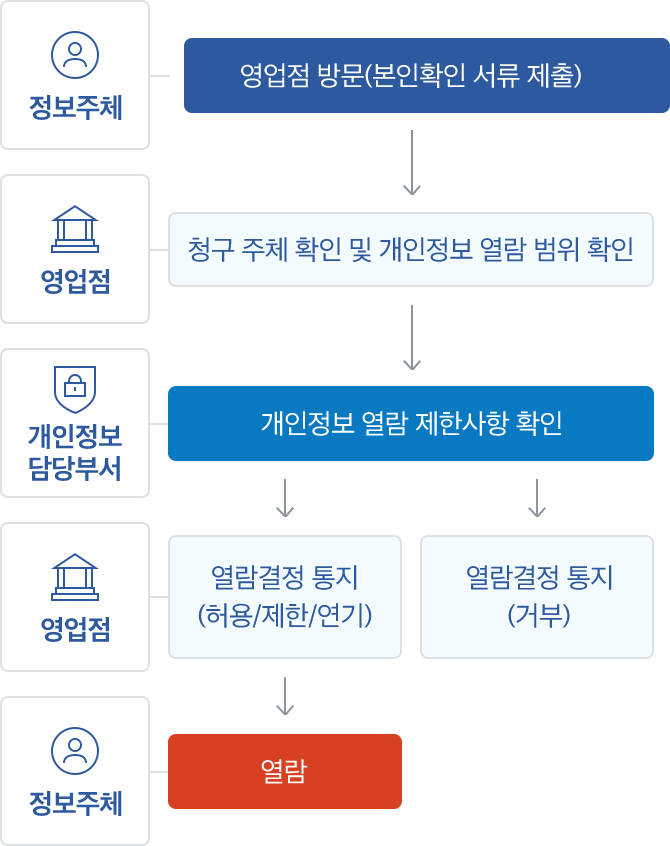 정보주체
영업점 방문(본인확인 서류 제출)
영업점
청구 주체 확인 및 개인정보 열람 범위 확인
개인정보
담당부서
개인정보 열람 제한사항 확인
영업점
열람결정 통지
(허용/제한/연기)
열람결정 통지
(거부)
정보주체
열람